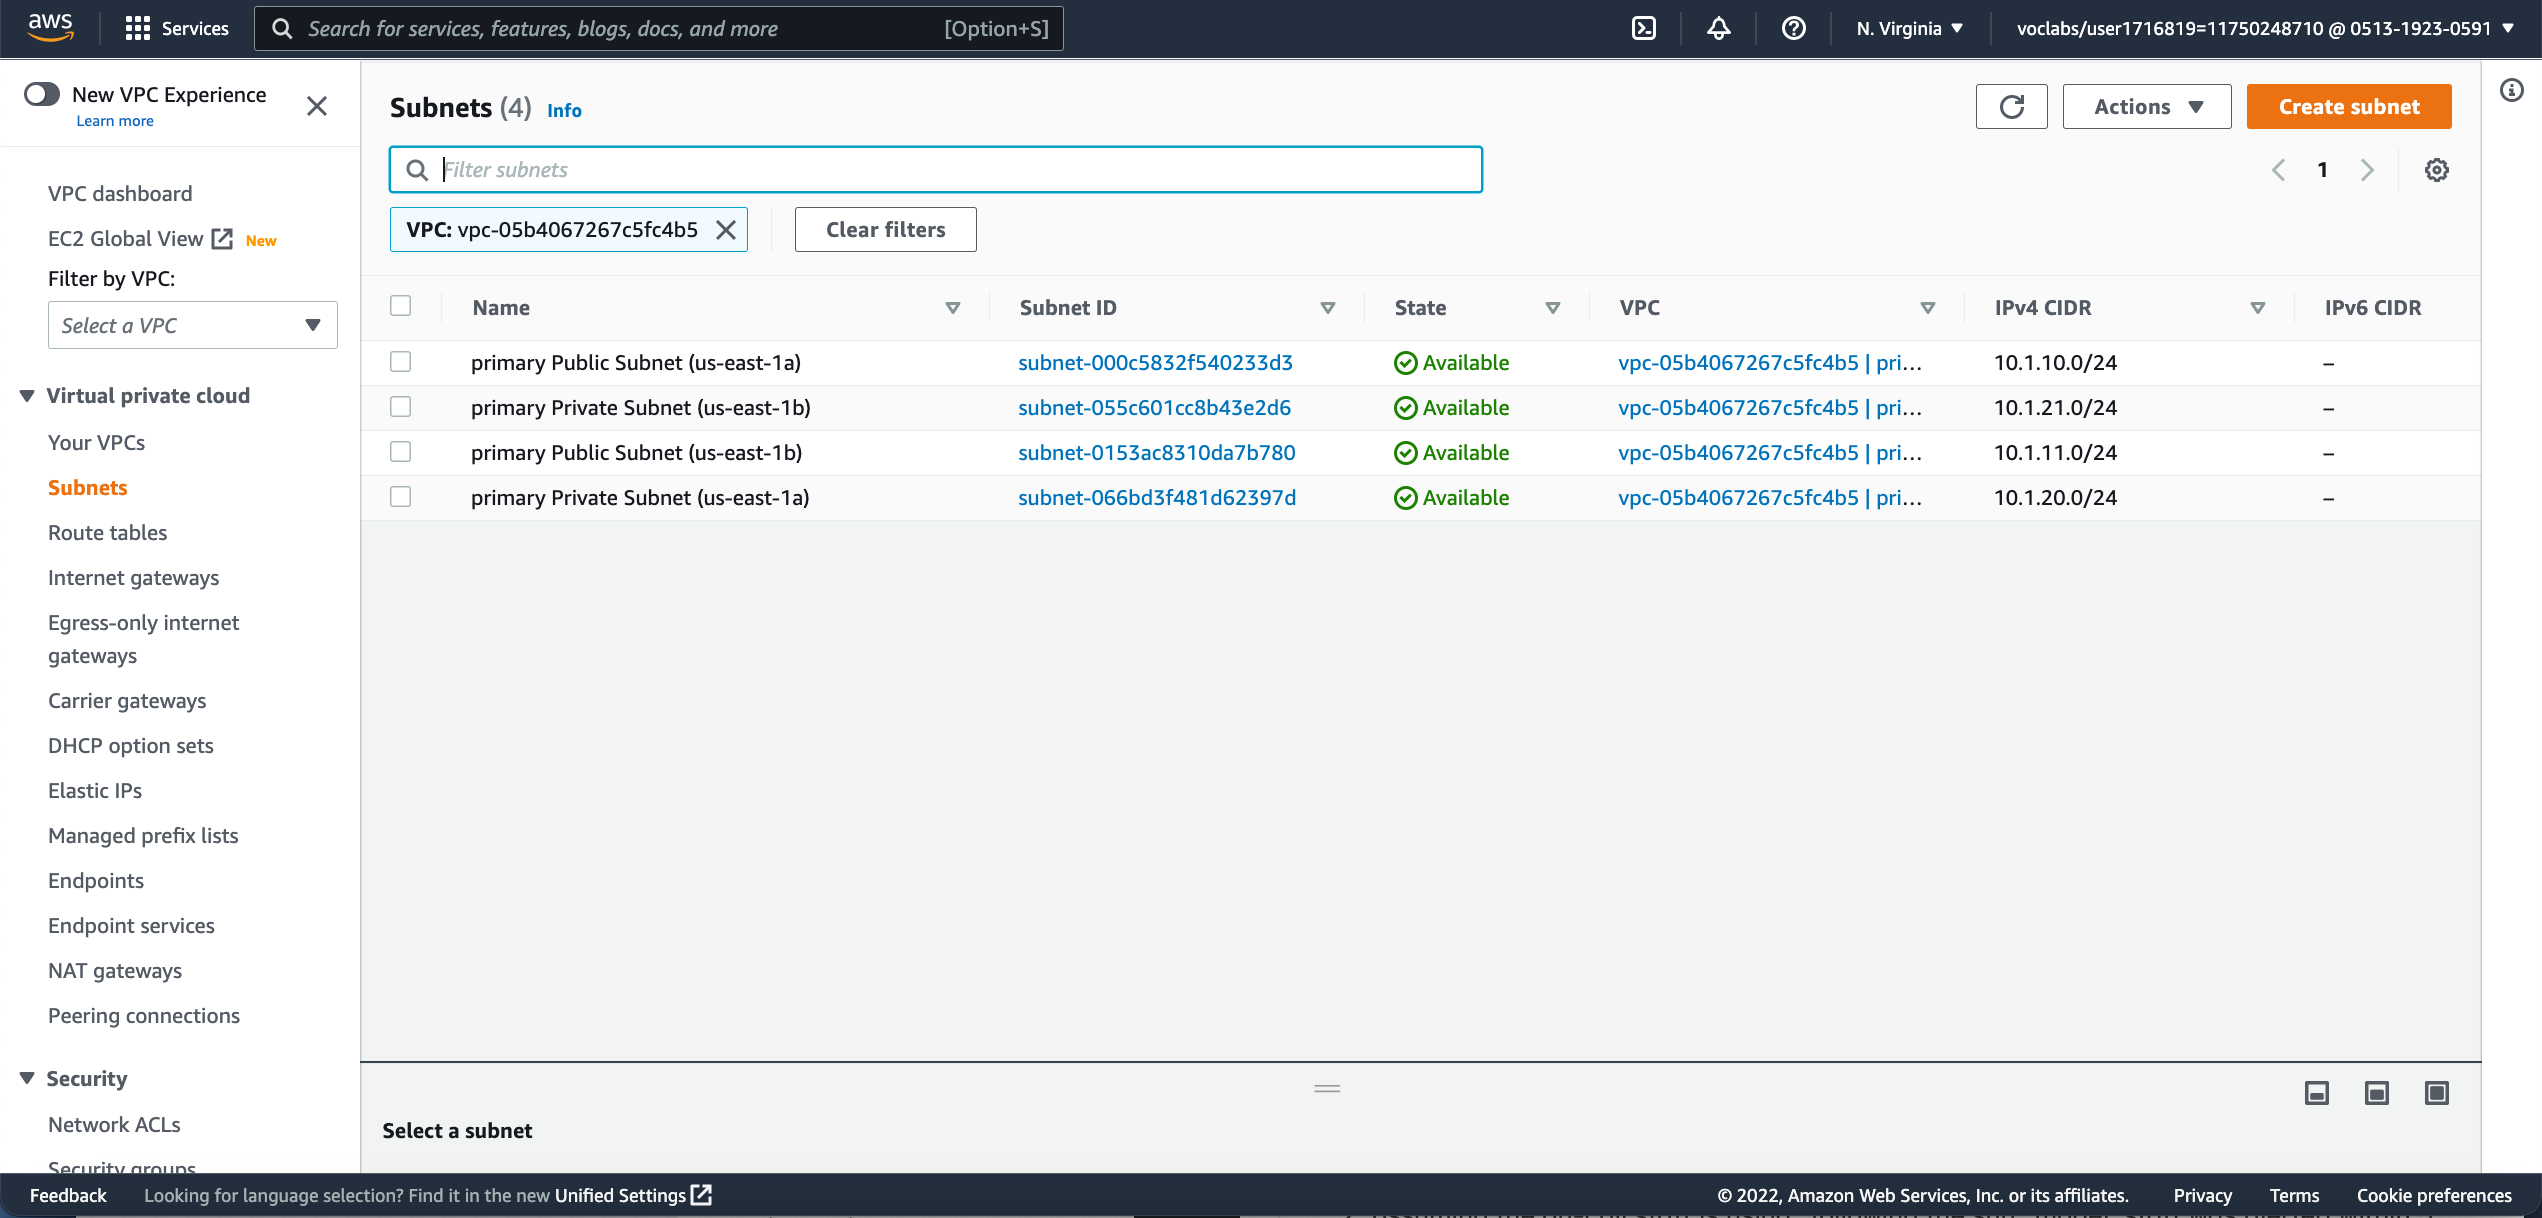 aws
Services
Search for services, features, blogs, docs, and more [Option+S]
N. Virginia
voclabs/user1716819=11750248710 @ 0513-1923-0591
New VPC Experience
Learn more
VPC dashboard
EC2 Global View New
Filter by VPC:
Select a VPC
Virtual private cloud
Your VPCs
Subnets
Route tables
Internet gateways
Egress-only internet
gateways
Carrier gateways
DHCP option sets
Elastic IPs
Managed prefix lists
Endpoints
Endpoint services
NAT gateways
Peering connections
Security
Network ACLs
Security groups
Subnets (4) Info
Actions
Create subnet
Filter subnets
1
VPC: vpc-05b4067267c5fc4b5
Clear filters
Name Subnet ID State VPC IPv4 CIDR IPv6 CIDR
primary Public Subnet (us-east-1a) subnet-000c5832f540233d3 Available vpc-05b4067267c5fc4b5 | pri... 10.1.10.0/24 –
primary Private Subnet (us-east-1b) subnet-055c601cc8b43e2d6 Available vpc-05b4067267c5fc4b5 | pri... 10.1.21.0/24 –
primary Public Subnet (us-east-1b) subnet-0153ac8310da7b780 Available vpc-05b4067267c5fc4b5 | pri... 10.1.11.0/24 –
primary Private Subnet (us-east-1a) subnet-066bd3f481d62397d Available vpc-05b4067267c5fc4b5 | pri... 10.1.20.0/24 –
Select a subnet
Feedback Looking for language selection? Find it in the new Unified Settings
© 2022, Amazon Web Services, Inc. or its affiliates. Privacy Terms Cookie preferences